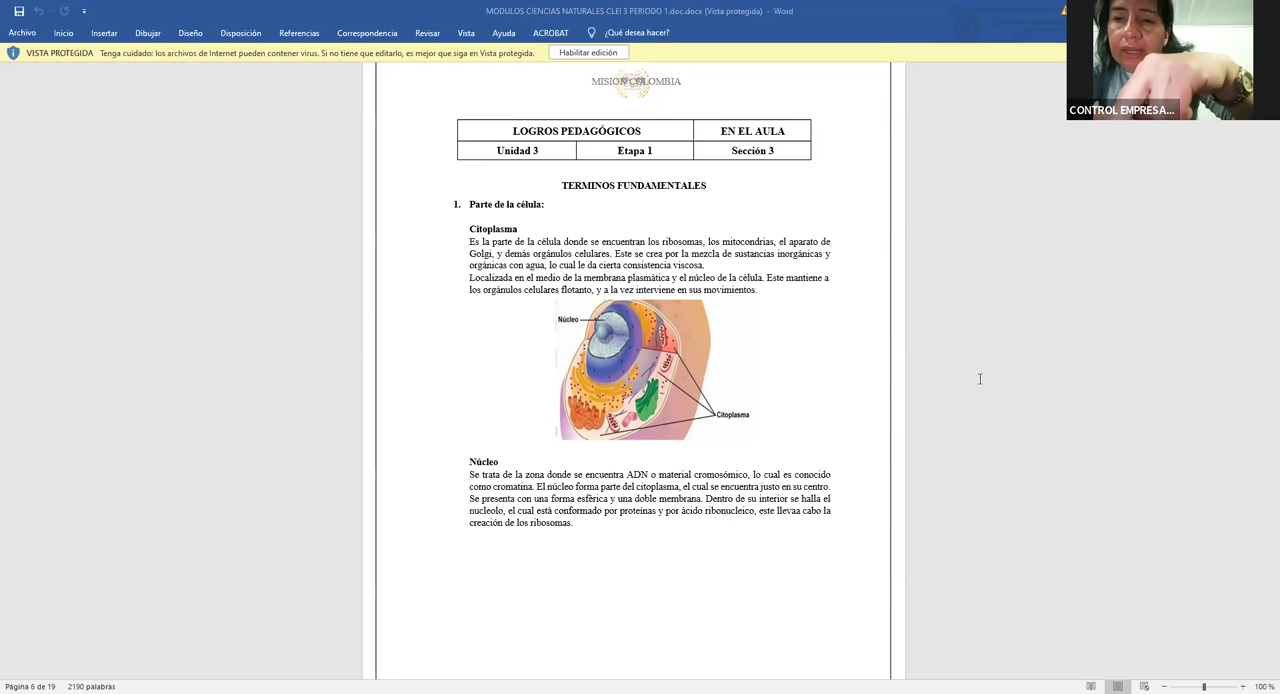 MODULOS CIENCIAS NATURALES CLEI 3 PERIODO 1.doc.docx (Vista protegida) - Word
Archivo Inicio Insertar Dibujar Diseño Disposición Referencias Correspondencia Revisar Vista Ayuda ACROBAT ¿Qué desea hacer?
VISTA PROTEGIDA Tenga cuidado: los archivos de Internet pueden contener virus. Si no tiene que editarlo, es mejor que siga en Vista protegida. Habilitar edición
CONTROL EMPRESA...
MISION COLOMBIA
LOGROS PEDAGÓGICOS EN EL AULA
Unidad 3 Etapa 1 Sección 3
TERMINOS FUNDAMENTALES
1. Parte de la célula:
Citoplasma
Es la parte de la célula donde se encuentran los ribosomas, los mitocondrias, el aparato de
Golgi, y demás orgánulos celulares. Este se crea por la mezcla de sustancias inorgánicas y
orgánicas con agua, lo cual le da cierta consistencia viscosa.
Localizada en el medio de la membrana plasmática y el núcleo de la célula. Este mantiene a
los orgánulos celulares flotanto, y a la vez interviene en sus movimientos.
Núcleo
Citoplasma
Núcleo
Se trata de la zona donde se encuentra ADN o material cromosómico, lo cual es conocido
como cromatina. El núcleo forma parte del citoplasma, el cual se encuentra justo en su centro.
Se presenta con una forma esférica y una doble membrana. Dentro de su interior se halla el
nucleolo, el cual está conformado por proteínas y por ácido ribonucleico, este llevaa cabo la
creación de los ribosomas.
Página 6 de 19 2190 palabras 100 %